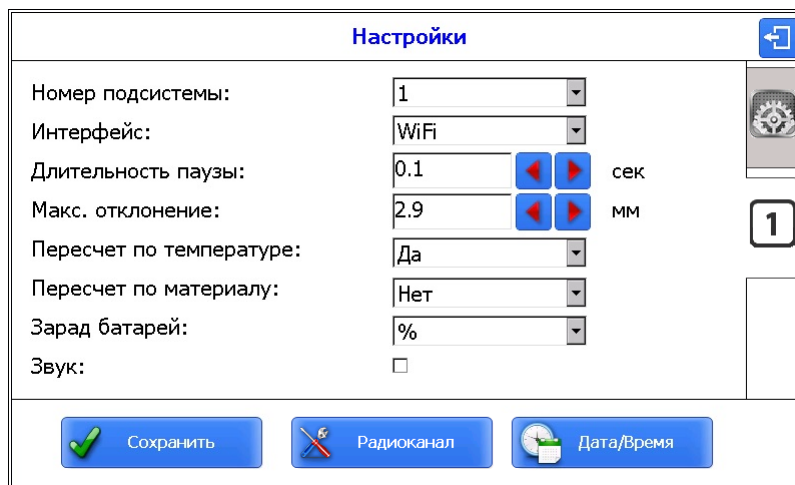 Настройки
Номер подсистемы: 1
Интерфейс: WiFi
Длительность паузы: 0.1 сек
Макс. отклонение: 2.9 мм
Пересчет по температуре: Да
Пересчет по материалу: Нет
Зарад батарей: %
Звук:
1
Сохранить Радиоканал Дата/Время